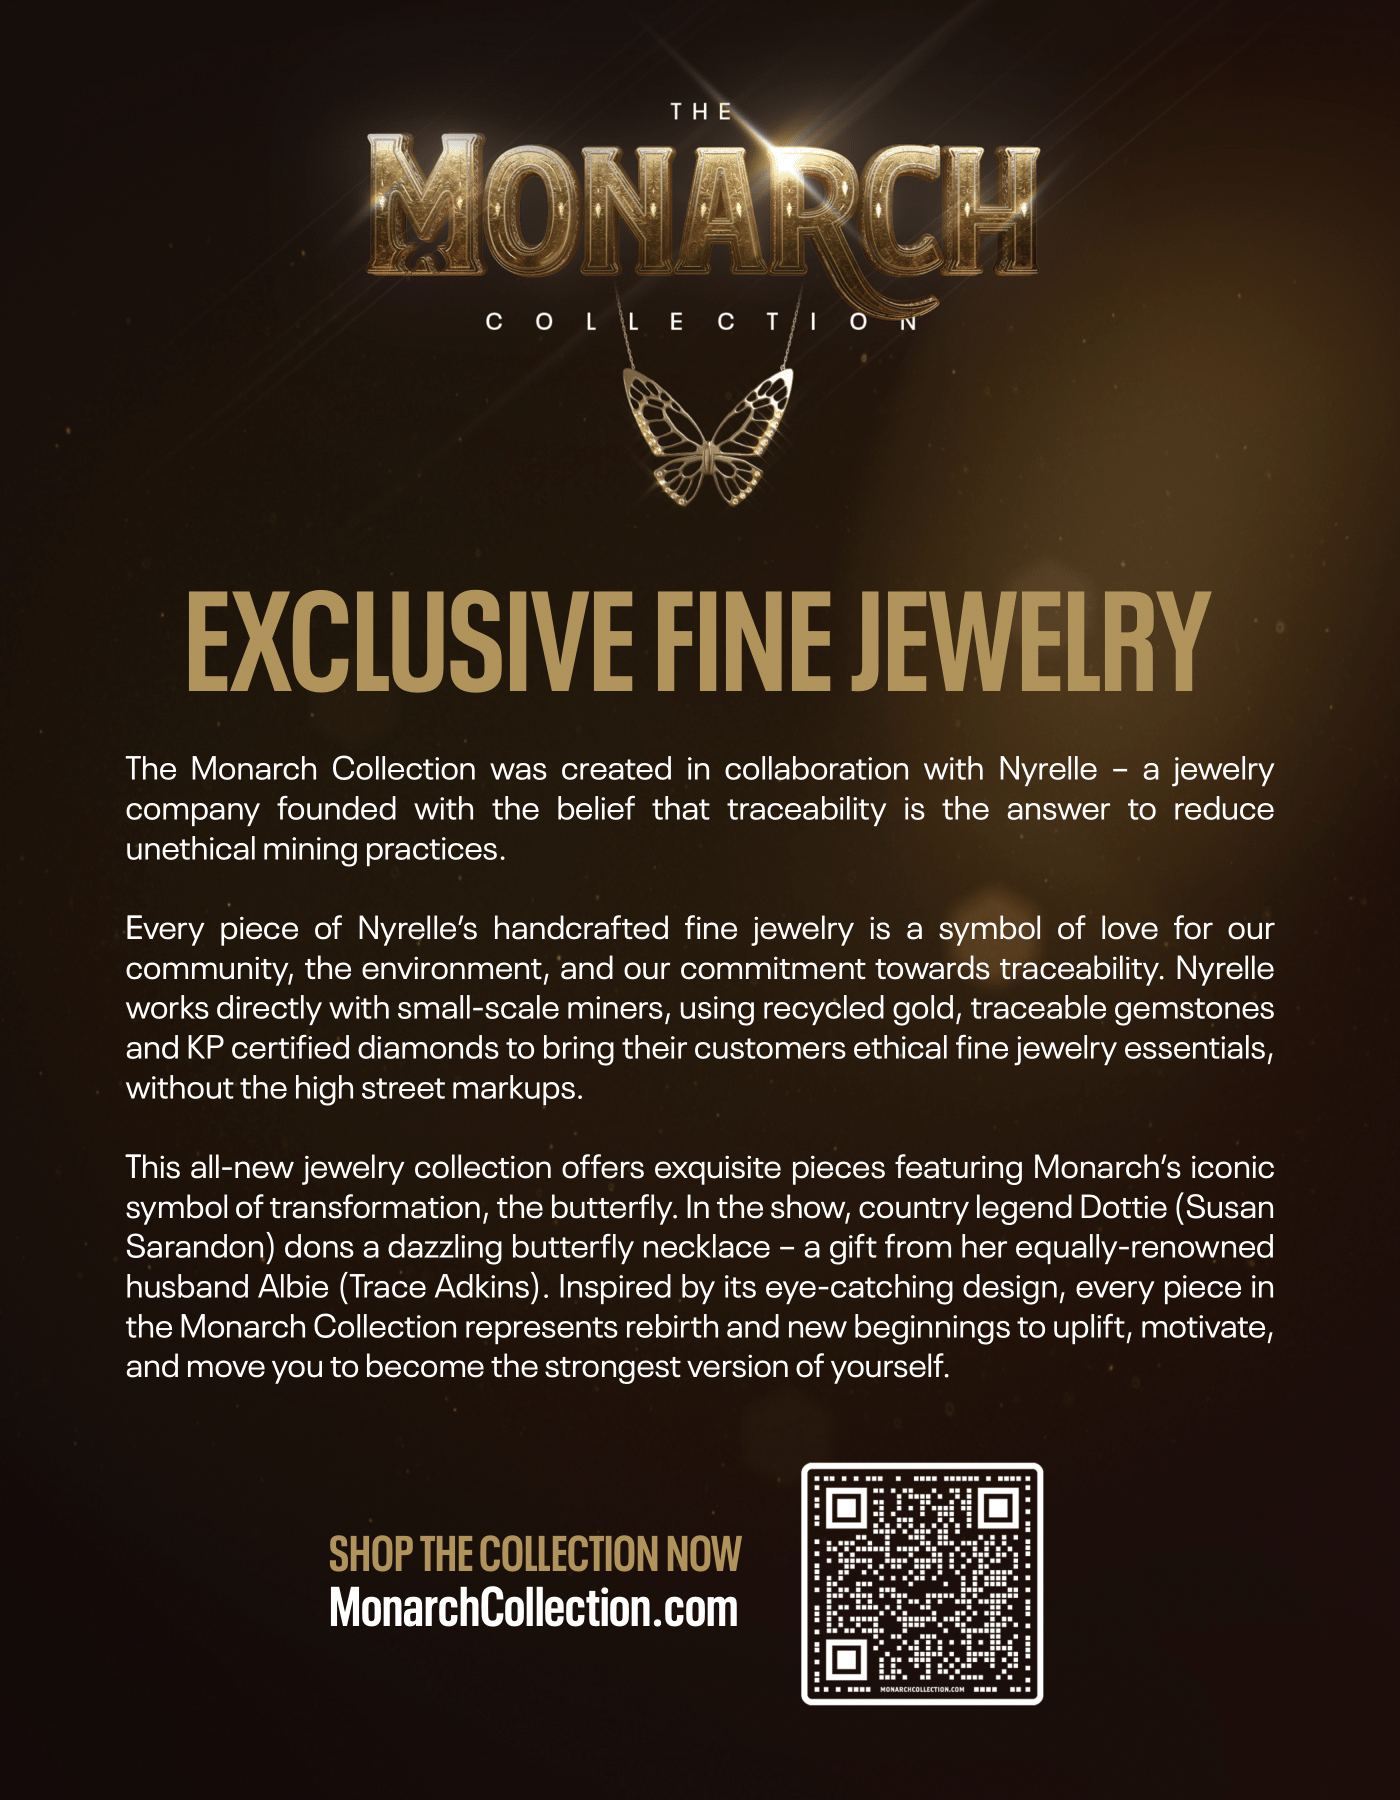 THE
MONARCH
COLLECTION
EXCLUSIVE FINE JEWELRY
The Monarch Collection was created in collaboration with Nyrelle – a jewelry
company founded with the belief that traceability is the answer to reduce
unethical mining practices.
Every piece of Nyrelle’s handcrafted fine jewelry is a symbol of love for our
community, the environment, and our commitment towards traceability. Nyrelle
works directly with small-scale miners, using recycled gold, traceable gemstones
and KP certified diamonds to bring their customers ethical fine jewelry essentials,
without the high street markups.
This all-new jewelry collection offers exquisite pieces featuring Monarch’s iconic
symbol of transformation, the butterfly. In the show, country legend Dottie (Susan
Sarandon) dons a dazzling butterfly necklace – a gift from her equally-renowned
husband Albie (Trace Adkins). Inspired by its eye-catching design, every piece in
the Monarch Collection represents rebirth and new beginnings to uplift, motivate,
and move you to become the strongest version of yourself.
SHOP THE COLLECTION NOW
MonarchCollection.com
MONARCHCOLLECTION.COM